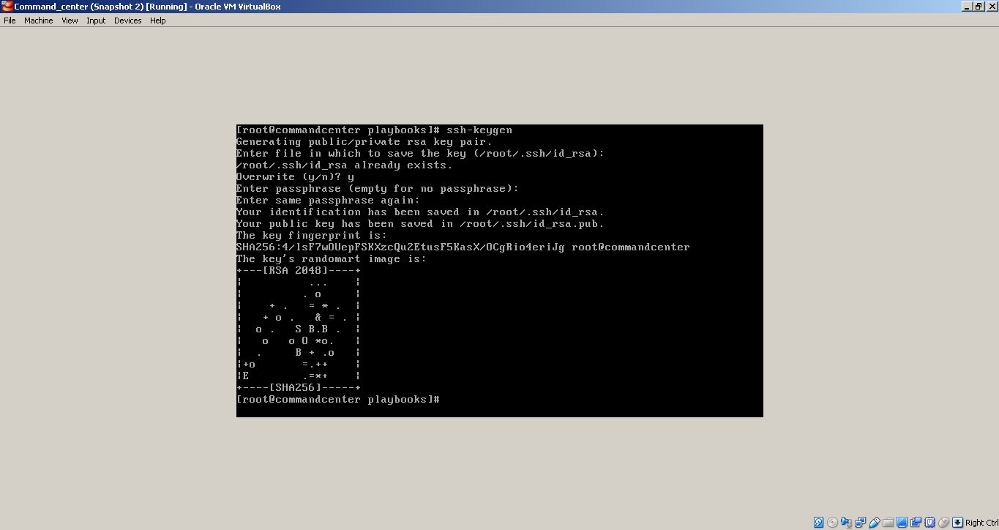 Command_center (Snapshot 2) [Running] - Oracle VM VirtualBox
File Machine View Input Devices Help
[root@commandcenter playbooks]# ssh-keygen
Generating public/private rsa key pair.
Enter file in which to save the key (/root/.ssh/id_rsa):
/root/.ssh/id_rsa already exists.
Overwrite (y/n)? y
Enter passphrase (empty for no passphrase):
Enter same passphrase again:
Your identification has been saved in /root/.ssh/id_rsa.
Your public key has been saved in /root/.ssh/id_rsa.pub.
The key fingerprint is:
SHA256:4/lsF7wOUepFSKXzcQu2EtusF5KasX/OCgRio4eriJg root@commandcenter
The key's randomart image is:
+---[RSA 2048]----+
|          ...    |
|         . o     |
|    + .   = * .  |
|   + o .   & = . |
|  o .   S B.B .  |
|   o   o O *o.   |
|  .     B + .o   |
|+o       =.++    |
|E        .=*+    |
+----[SHA256]-----+
[root@commandcenter playbooks]#
Right Ctrl